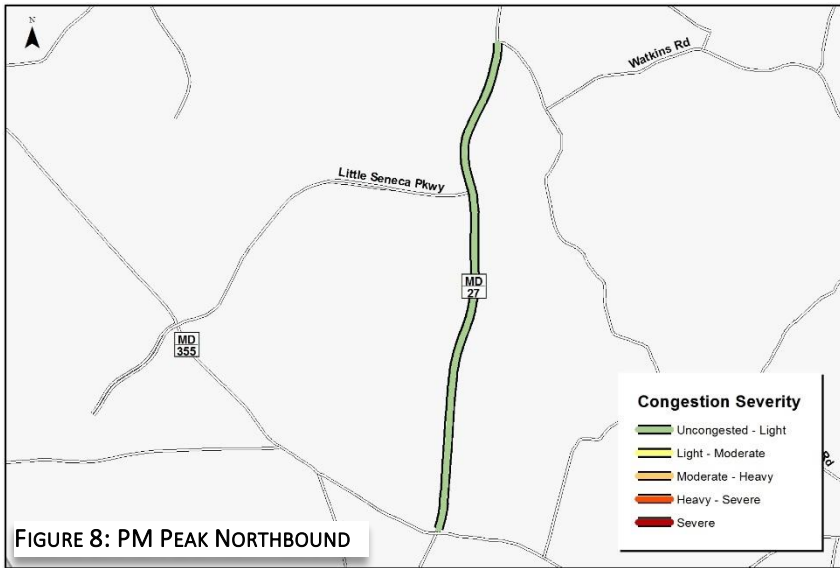 N
Watkins Rd
Little Seneca Pkwy
MD
27
MD
355
Congestion Severity
Uncongested - Light
Light - Moderate
Moderate - Heavy
Heavy - Severe
Severe
Rd
FIGURE 8: PM PEAK NORTHBOUND